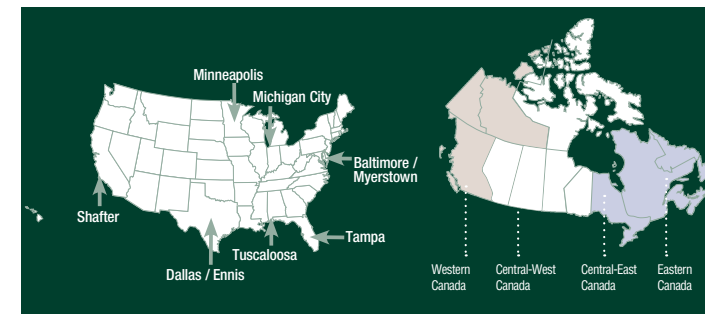 Minneapolis
Michigan City
Baltimore /
Myerstown
Shafter
Tampa
Tuscaloosa
Dallas / Ennis
Western
Canada
Central-West
Canada
Central-East
Canada
Eastern
Canada